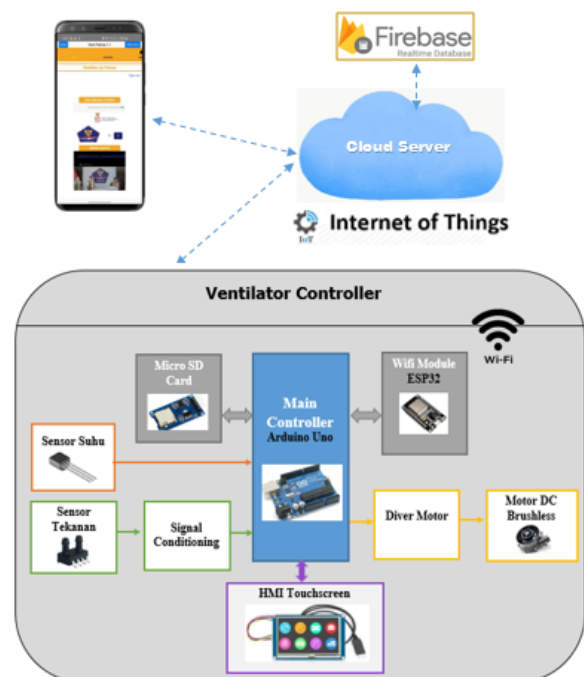 Firebase
Realtime Database
Cloud Server
IoT
Internet of Things
Ventilator Controller
Wi-Fi
Micro SD
Card
Main
Controller
Arduino Uno
Wifi Module
ESP32
Sensor Suhu
Sensor
Tekanan
Signal
Conditioning
Diver Motor
Motor DC
Brushless
HMI Touchscreen